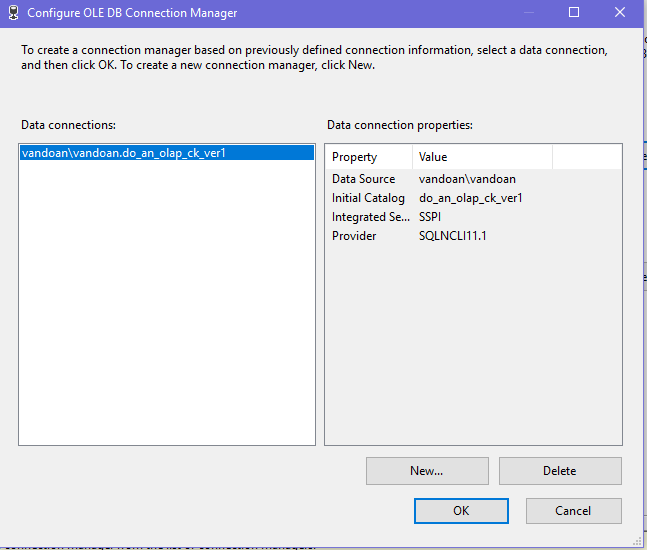 Configure OLE DB Connection Manager
To create a connection manager based on previously defined connection information, select a data connection,
and then click OK. To create a new connection manager, click New.
Data connections:
vandoan\vandoan.do_an_olap_ck_ver1
Data connection properties:
Property Value
Data Source vandoan\vandoan
Initial Catalog do_an_olap_ck_ver1
Integrated Se... SSPI
Provider SQLNCLI11.1
New... Delete
OK Cancel